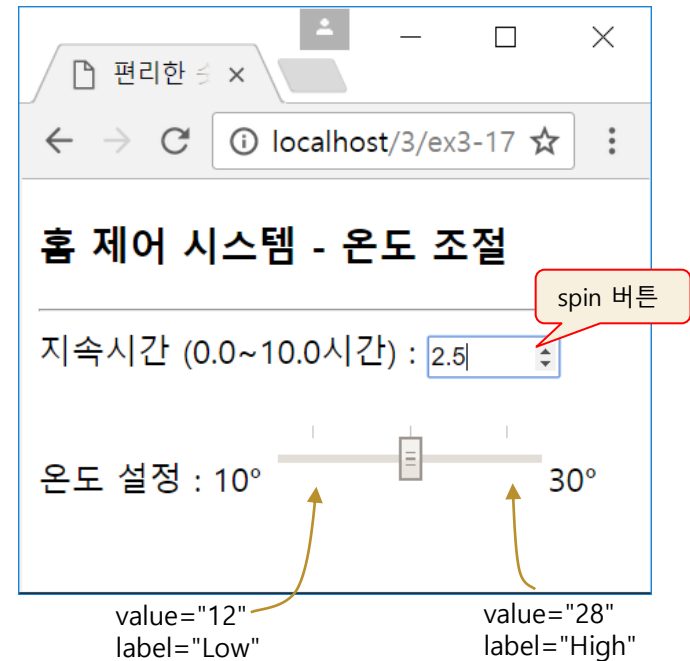 편리한
localhost/3/ex3-17
홈 제어 시스템 - 온도 조절
spin 버튼
지속시간 (0.0~10.0시간) : 2.5
온도 설정 : 10º 30º
value="12"
label="Low"
value="28"
label="High"